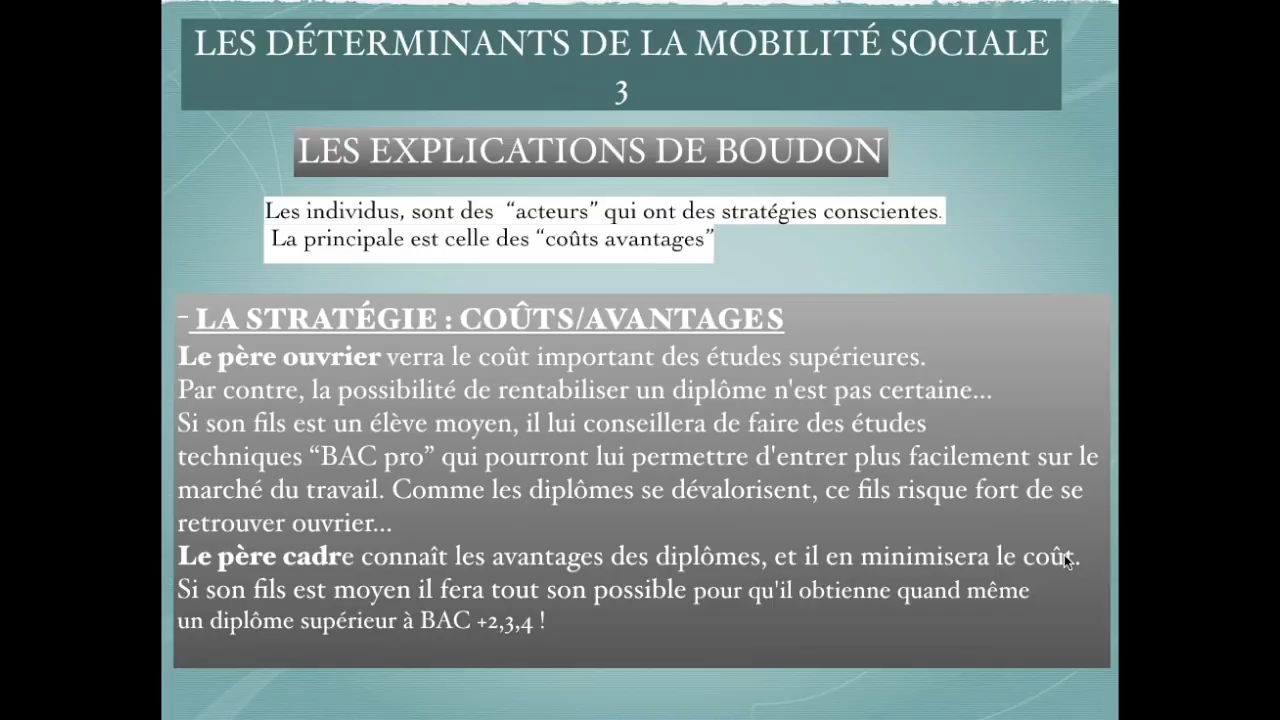 LES DÉTERMINANTS DE LA MOBILITÉ SOCIALE
3
LES EXPLICATIONS DE BOUDON
Les individus, sont des “acteurs” qui ont des stratégies conscientes.
La principale est celle des “coûts avantages”
- LA STRATÉGIE : COÛTS/AVANTAGES
Le père ouvrier verra le coût important des études supérieures.
Par contre, la possibilité de rentabiliser un diplôme n'est pas certaine...
Si son fils est un élève moyen, il lui conseillera de faire des études
techniques “BAC pro” qui pourront lui permettre d'entrer plus facilement sur le
marché du travail. Comme les diplômes se dévalorisent, ce fils risque fort de se
retrouver ouvrier...
Le père cadre connaît les avantages des diplômes, et il en minimisera le coût.
Si son fils est moyen il fera tout son possible pour qu'il obtienne quand même
un diplôme supérieur à BAC +2,3,4 !